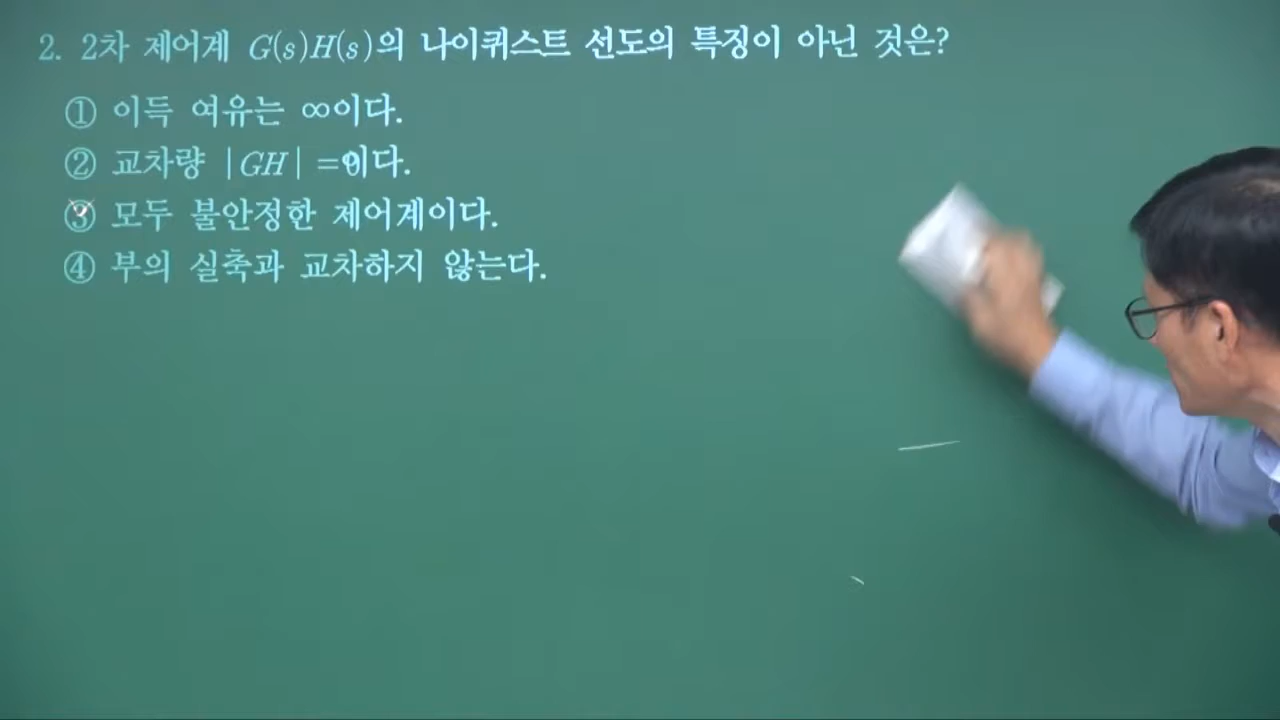 2. 2차 제어계 G(s)H(s)의 나이퀴스트 선도의 특징이 아닌 것은?
① 이득 여유는 ∞이다.
② 교차량 |GH| =0이다.
③ 모두 불안정한 제어계이다.
④ 부의 실축과 교차하지 않는다.